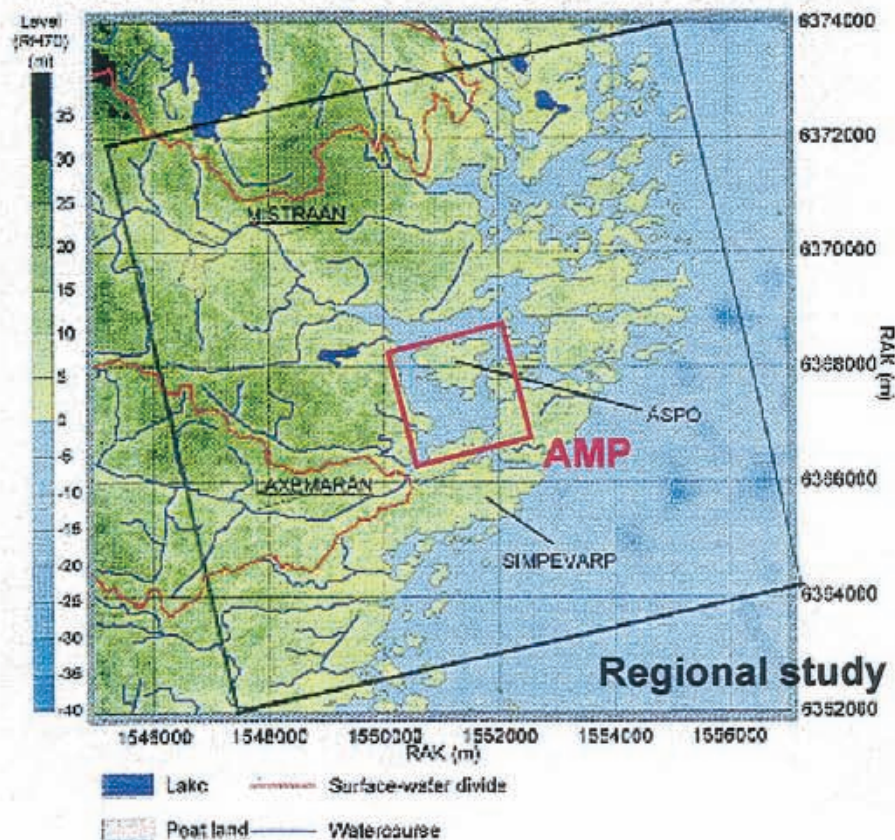 Level
(RH70)
(m)
35
30
25
20
15
10
5
0
-5
-10
-15
-20
-25
-30
-35
-40
6374000
6372000
6370000
6368000
6366000
6364000
6352000
RAK (m)
MISTRAAN
ASPO
AMP
LAXEMARAN
SIMPEVARP
Regional study
1546000
1548000
1550000
1552000
1554000
1556000
RAK (m)
Lake
Surface-water divide
Peat land
Watercourse